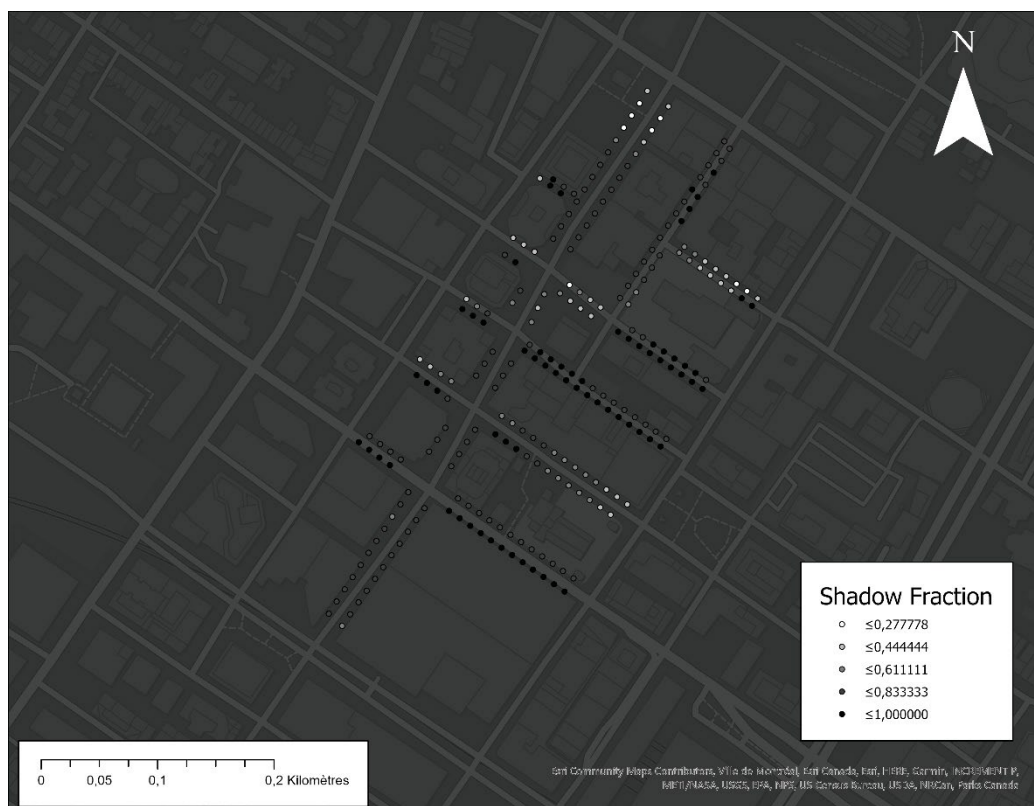 N
Shadow Fraction
≤0,277778
≤0,444444
≤0,611111
≤0,833333
≤1,000000
0 0,05 0,1 0,2 Kilomètres
Esri Community Maps Contributors, Ville de Montréal, Esri Canada, Esri, HERE, Garmin, INCREMENT P,
METI/NASA, USGS, EPA, NPS, US Census Bureau, USDA, NRCan, Parks Canada